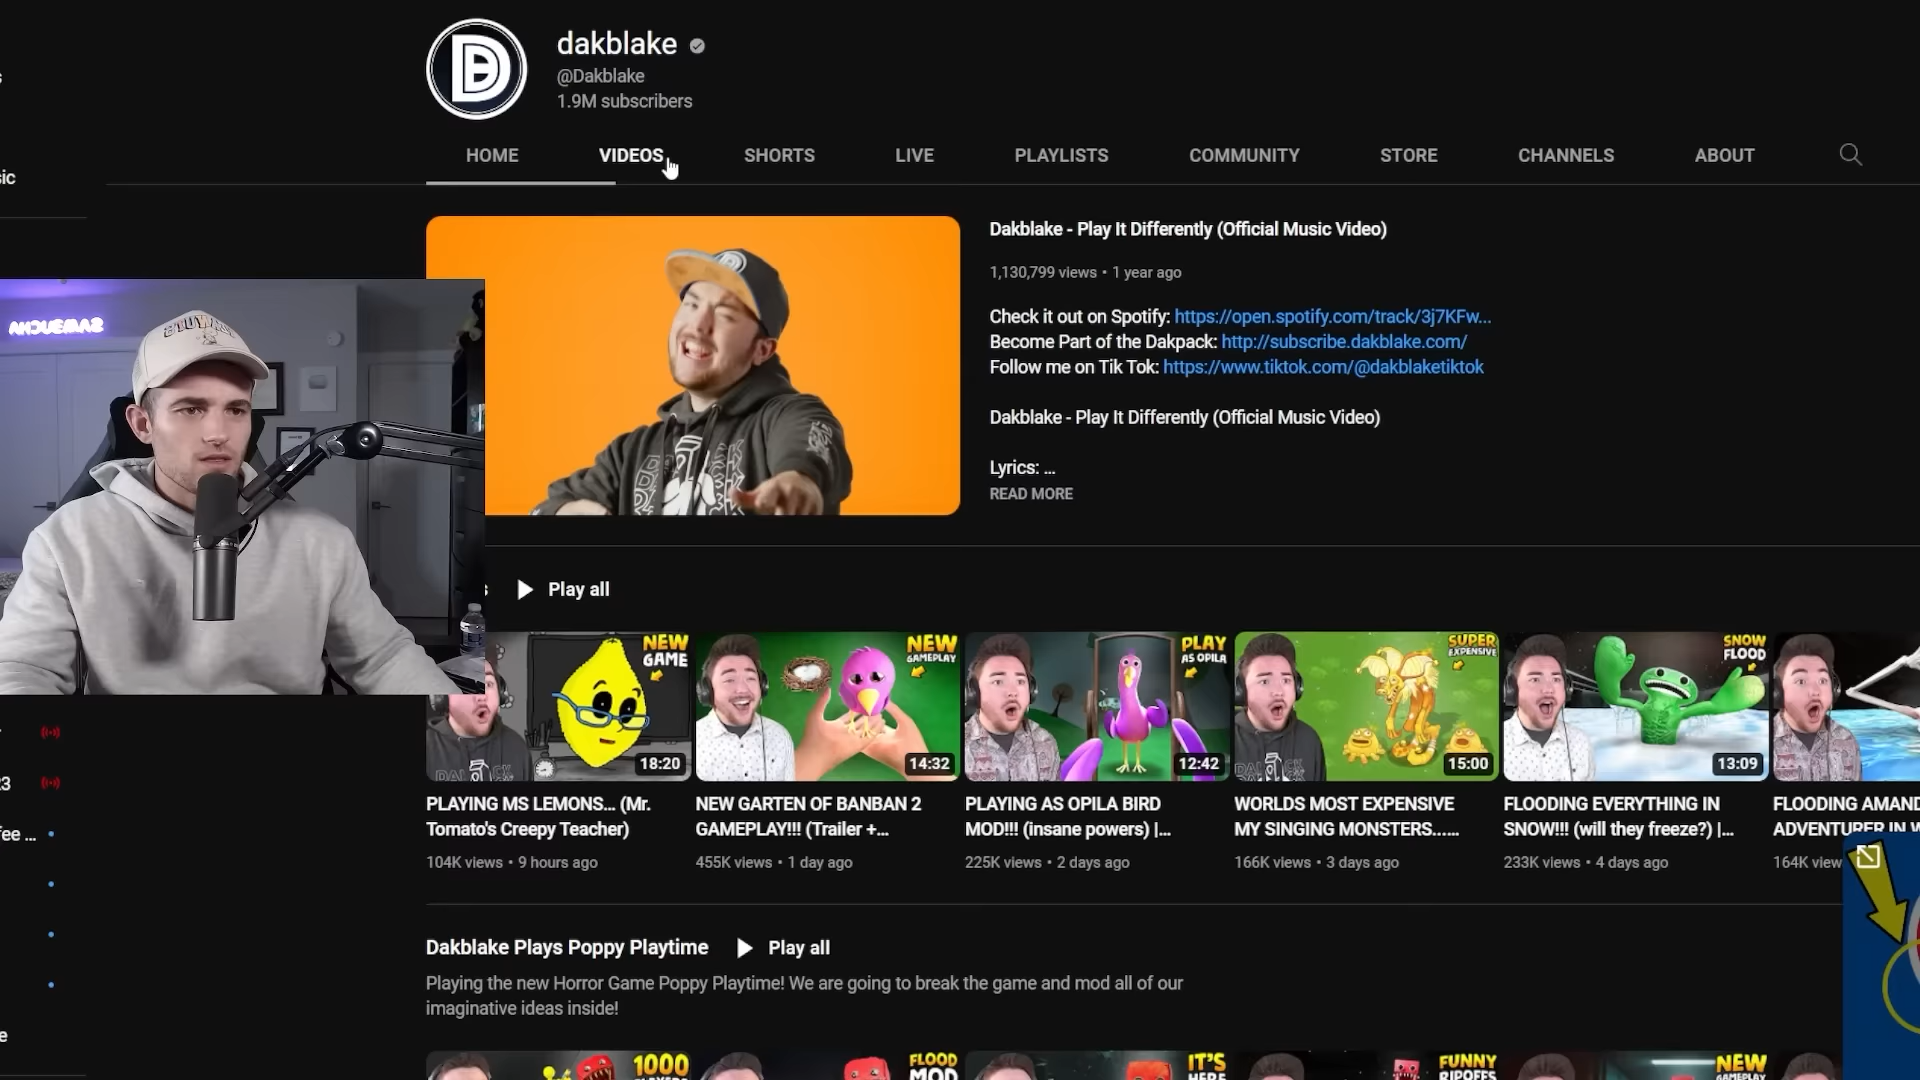 dakblake
@Dakblake
1.9M subscribers
HOME VIDEOS SHORTS LIVE PLAYLISTS COMMUNITY STORE CHANNELS ABOUT
sic
Dakblake - Play It Differently (Official Music Video)
1,130,799 views • 1 year ago
Check it out on Spotify: https://open.spotify.com/track/3j7KFw...
Become Part of the Dakpack: http://subscribe.dakblake.com/
Follow me on Tik Tok: https://www.tiktok.com/@dakblaketiktok
Dakblake - Play It Differently (Official Music Video)
Lyrics: ...
READ MORE
s Play all
NEW GAME
18:20
NEW GAMEPLAY
14:32
PLAY AS OPILA
12:42
SUPER EXPENSIVE
15:00
SNOW FLOOD
13:09
PLAYING MS LEMONS... (Mr.
Tomato's Creepy Teacher)
104K views • 9 hours ago
NEW GARTEN OF BANBAN 2
GAMEPLAY!!! (Trailer +...
455K views • 1 day ago
PLAYING AS OPILA BIRD
MOD!!! (insane powers) |...
225K views • 2 days ago
WORLDS MOST EXPENSIVE
MY SINGING MONSTERS......
166K views • 3 days ago
FLOODING EVERYTHING IN
SNOW!!! (will they freeze?) |...
233K views • 4 days ago
FLOODING AMAND
ADVENTURER IN W
164K view
23
fee ...
e
Dakblake Plays Poppy Playtime Play all
Playing the new Horror Game Poppy Playtime! We are going to break the game and mod all of our
imaginative ideas inside!
1000
FLOOD
MOD
IT'S
HERE
FUNNY
RIPOFFS
NEW
GAMEPLAY